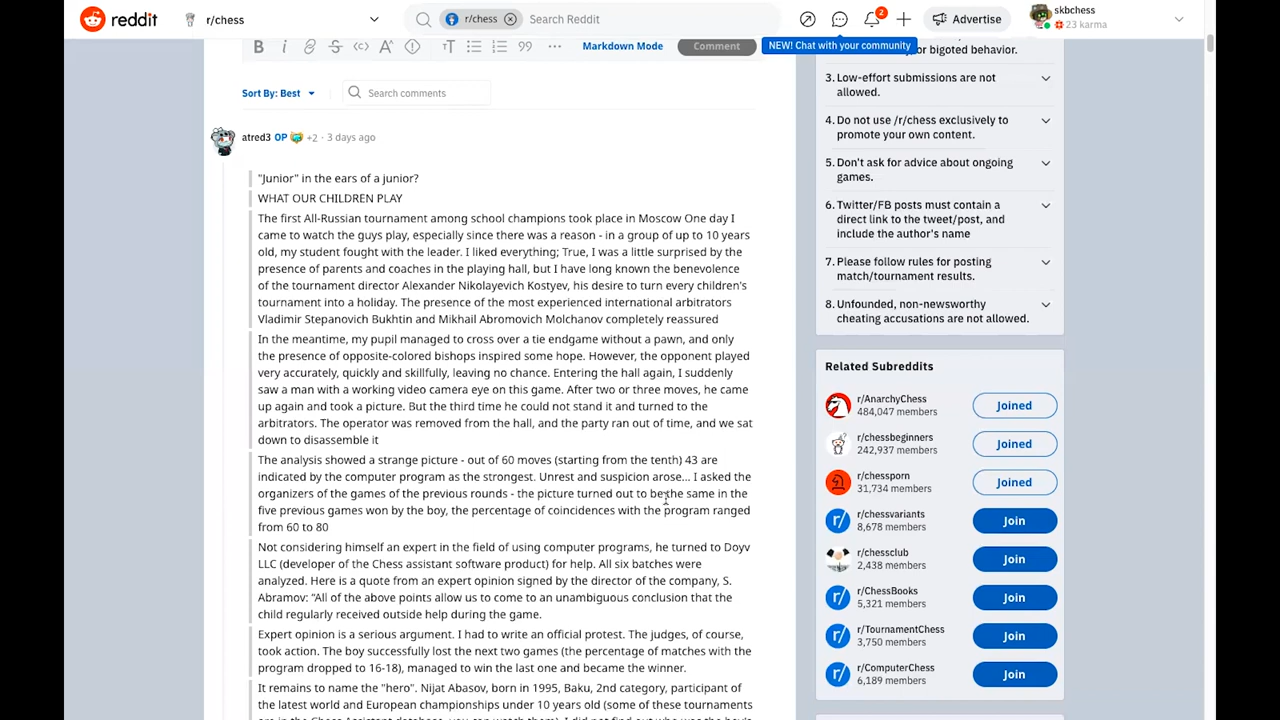 reddit
r/chess
r/chess
Search Reddit
2
Advertise
skbchess
23 karma
B i
99
Markdown Mode
Comment
NEW! Chat with your community
or bigoted behavior.
Sort By: Best
Search comments
3. Low-effort submissions are not
allowed.
4. Do not use /r/chess exclusively to
promote your own content.
5. Don't ask for advice about ongoing
games.
6. Twitter/FB posts must contain a
direct link to the tweet/post, and
include the author's name
7. Please follow rules for posting
match/tournament results.
8. Unfounded, non-newsworthy
cheating accusations are not allowed.
atred3 OP +2 · 3 days ago
"Junior" in the ears of a junior?
WHAT OUR CHILDREN PLAY
The first All-Russian tournament among school champions took place in Moscow One day I
came to watch the guys play, especially since there was a reason - in a group of up to 10 years
old, my student fought with the leader. I liked everything; True, I was a little surprised by the
presence of parents and coaches in the playing hall, but I have long known the benevolence
of the tournament director Alexander Nikolayevich Kostyev, his desire to turn every children's
tournament into a holiday. The presence of the most experienced international arbitrators
Vladimir Stepanovich Bukhtin and Mikhail Abromovich Molchanov completely reassured
In the meantime, my pupil managed to cross over a tie endgame without a pawn, and only
the presence of opposite-colored bishops inspired some hope. However, the opponent played
very accurately, quickly and skillfully, leaving no chance. Entering the hall again, I suddenly
saw a man with a working video camera eye on this game. After two or three moves, he came
up again and took a picture. But the third time he could not stand it and turned to the
arbitrators. The operator was removed from the hall, and the party ran out of time, and we sat
down to disassemble it
The analysis showed a strange picture - out of 60 moves (starting from the tenth) 43 are
indicated by the computer program as the strongest. Unrest and suspicion arose... I asked the
organizers of the games of the previous rounds - the picture turned out to be the same in the
five previous games won by the boy, the percentage of coincidences with the program ranged
from 60 to 80
Not considering himself an expert in the field of using computer programs, he turned to Doyv
LLC (developer of the Chess assistant software product) for help. All six batches were
analyzed. Here is a quote from an expert opinion signed by the director of the company, S.
Abramov: "All of the above points allow us to come to an unambiguous conclusion that the
child regularly received outside help during the game.
Expert opinion is a serious argument. I had to write an official protest. The judges, of course,
took action. The boy successfully lost the next two games (the percentage of matches with the
program dropped to 16-18), managed to win the last one and became the winner.
It remains to name the "hero". Nijat Abasov, born in 1995, Baku, 2nd category, participant of
the latest world and European championships under 10 years old (some of these tournaments
Related Subreddits
r/AnarchyChess
484,047 members
Joined
r/chessbeginners
242,937 members
Joined
r/chessporn
31,734 members
Joined
r/chessvariants
8,678 members
Join
r/chessclub
2,438 members
Join
r/ChessBooks
5,321 members
Join
r/TournamentChess
3,750 members
Join
r/ComputerChess
6,189 members
Join